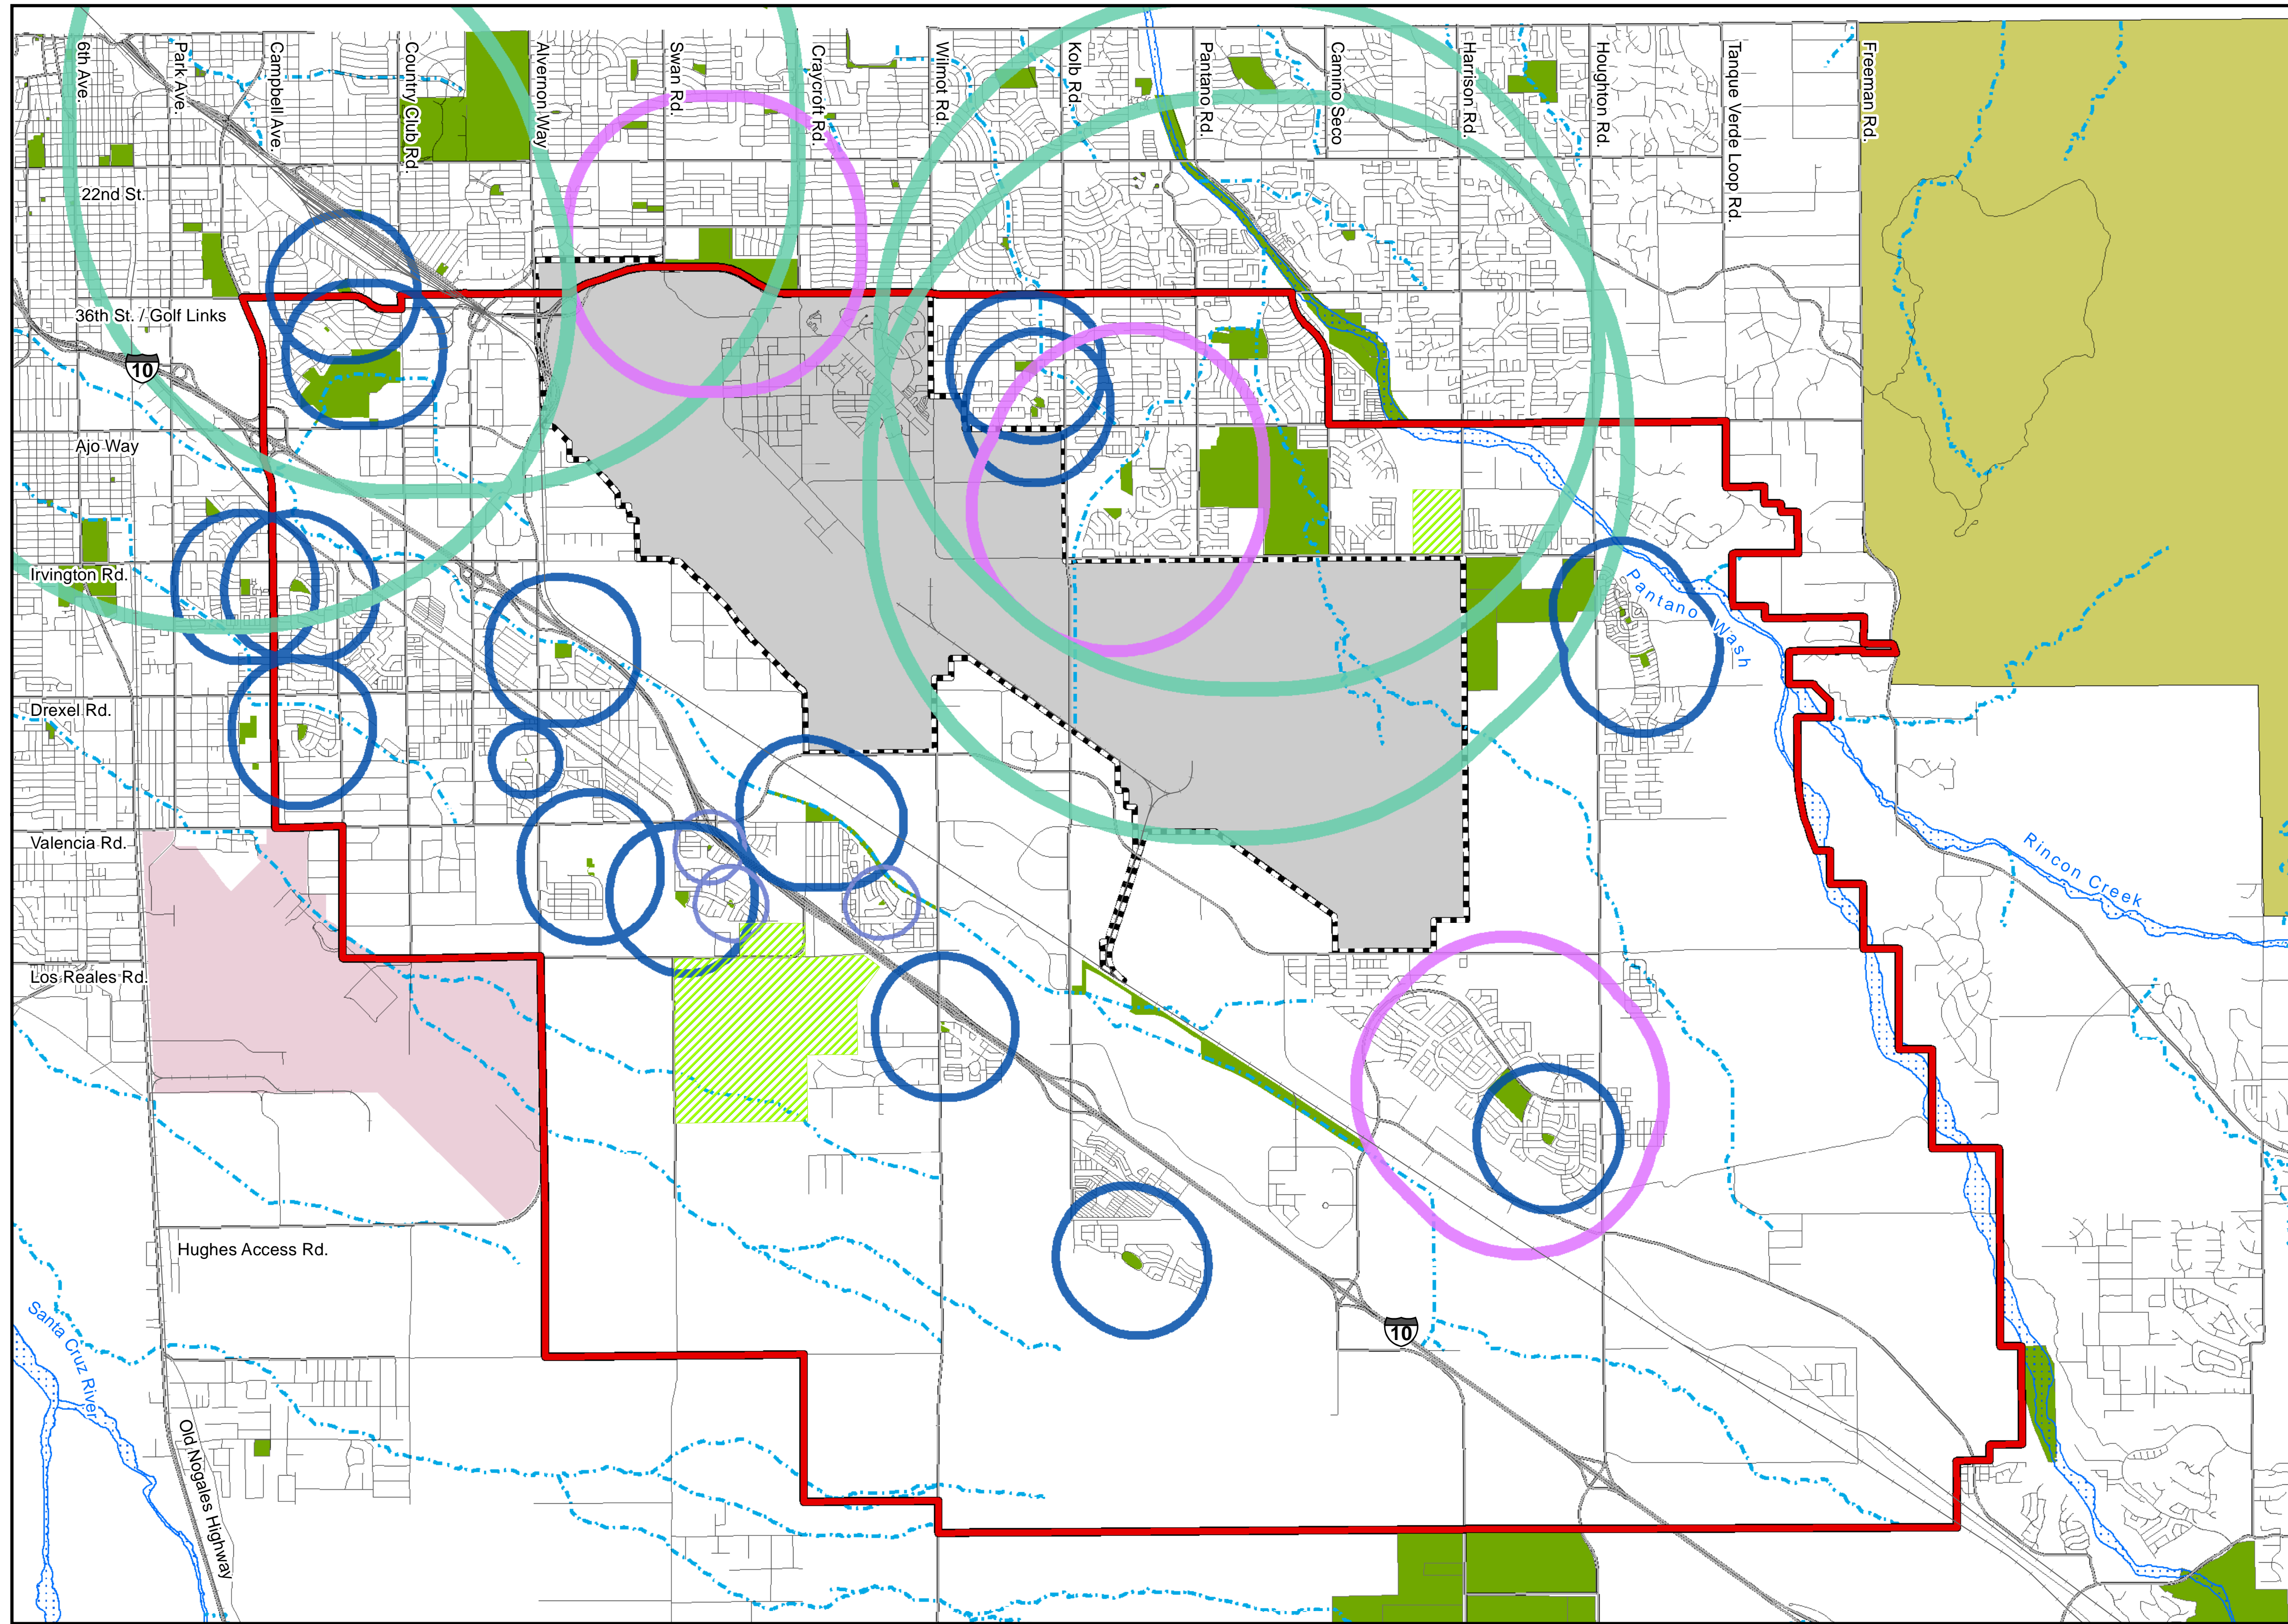 6th Ave.
Park Ave.
Campbell Ave.
Country Club Rd.
Alvernon Way
Swan Rd.
Craycroft Rd.
Wilmot Rd.
Kolb Rd.
Pantano Rd.
Camino Seco
Harrison Rd.
Houghton Rd.
Tanque Verde Loop Rd.
Freeman Rd.
22nd St.
36th St. / Golf Links
10
Ajo Way
Irvington Rd.
Pantano Wash
Drexel Rd.
Valencia Rd.
Rincon Creek
Los Reales Rd.
Hughes Access Rd.
Santa Cruz River
10
Old Nogales Highway